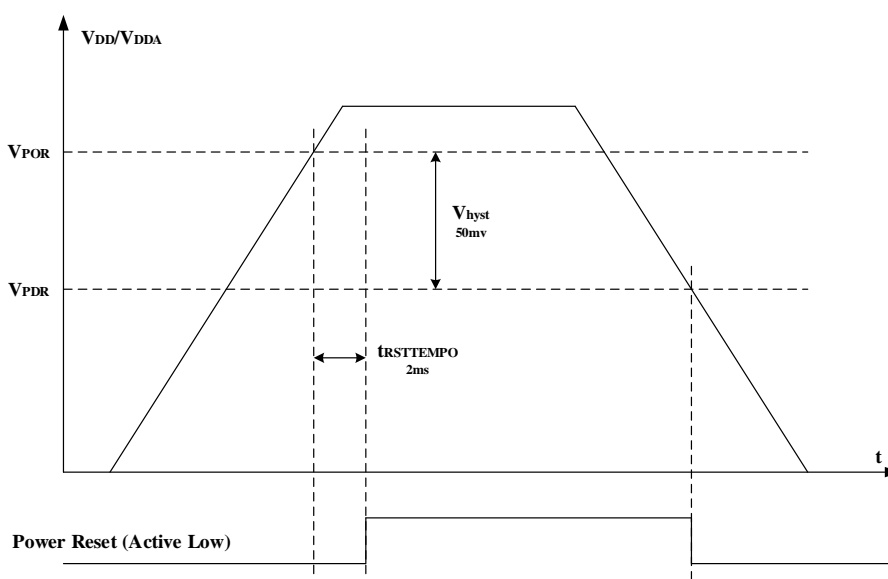 VDD/VDDA
VPOR
Vhyst
50mv
VPDR
tRSTTEMPO
2ms
t
Power Reset (Active Low)